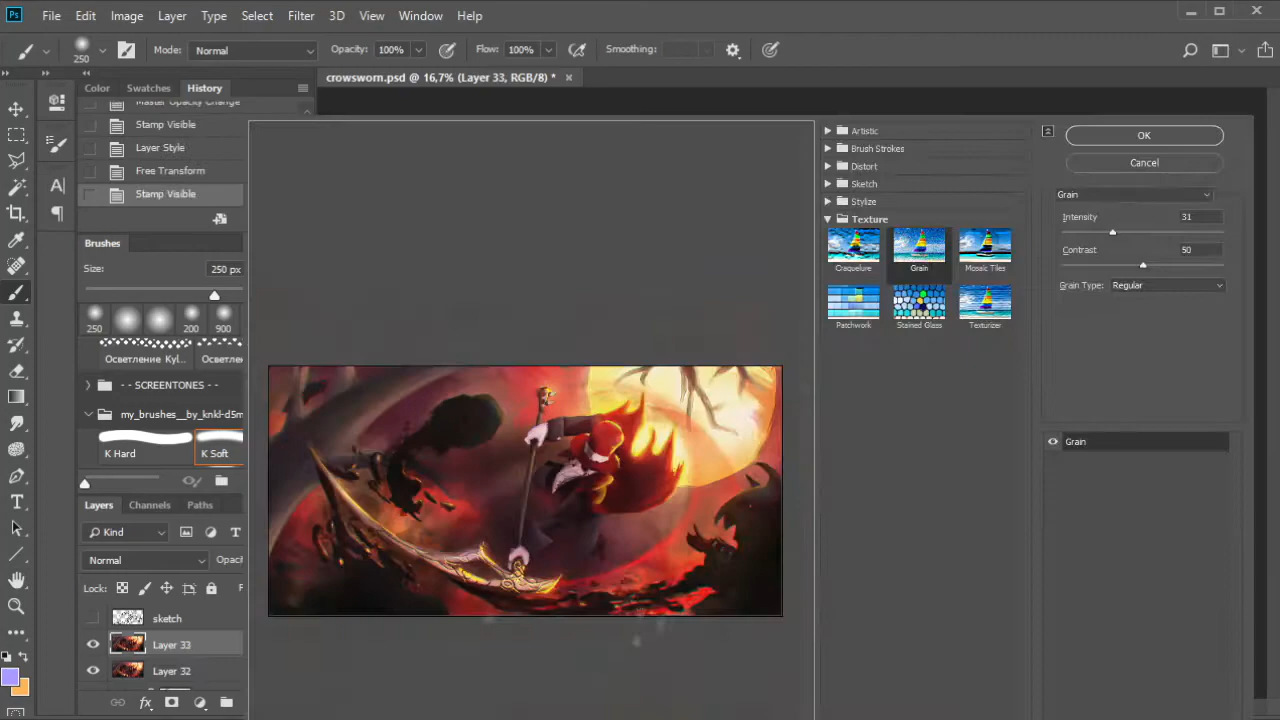 Ps File Edit Image Layer Type Select Filter 3D View Window Help
250 Mode: Normal Opacity: 100% Flow: 100% Smoothing:
crowsworn.psd @ 16,7% (Layer 33, RGB/8) *
Color Swatches History
Master Opacity Change
Stamp Visible
Layer Style
Free Transform
Stamp Visible
Brushes
Size: 250 px
250 200 900
Осветление Kyl...
- - SCREENTONES - -
my_brushes__by_knkl-d5m
K Hard K Soft
Layers Channels Paths
Kind
Normal
Lock:
sketch
Layer 33
Layer 32
fx
Artistic
Brush Strokes
Distort
Sketch
Stylize
Texture
Craquelure Grain Mosaic Tiles
Patchwork Stained Glass Texturizer
OK
Cancel
Grain
Intensity 31
Contrast 50
Grain Type: Regular
Grain